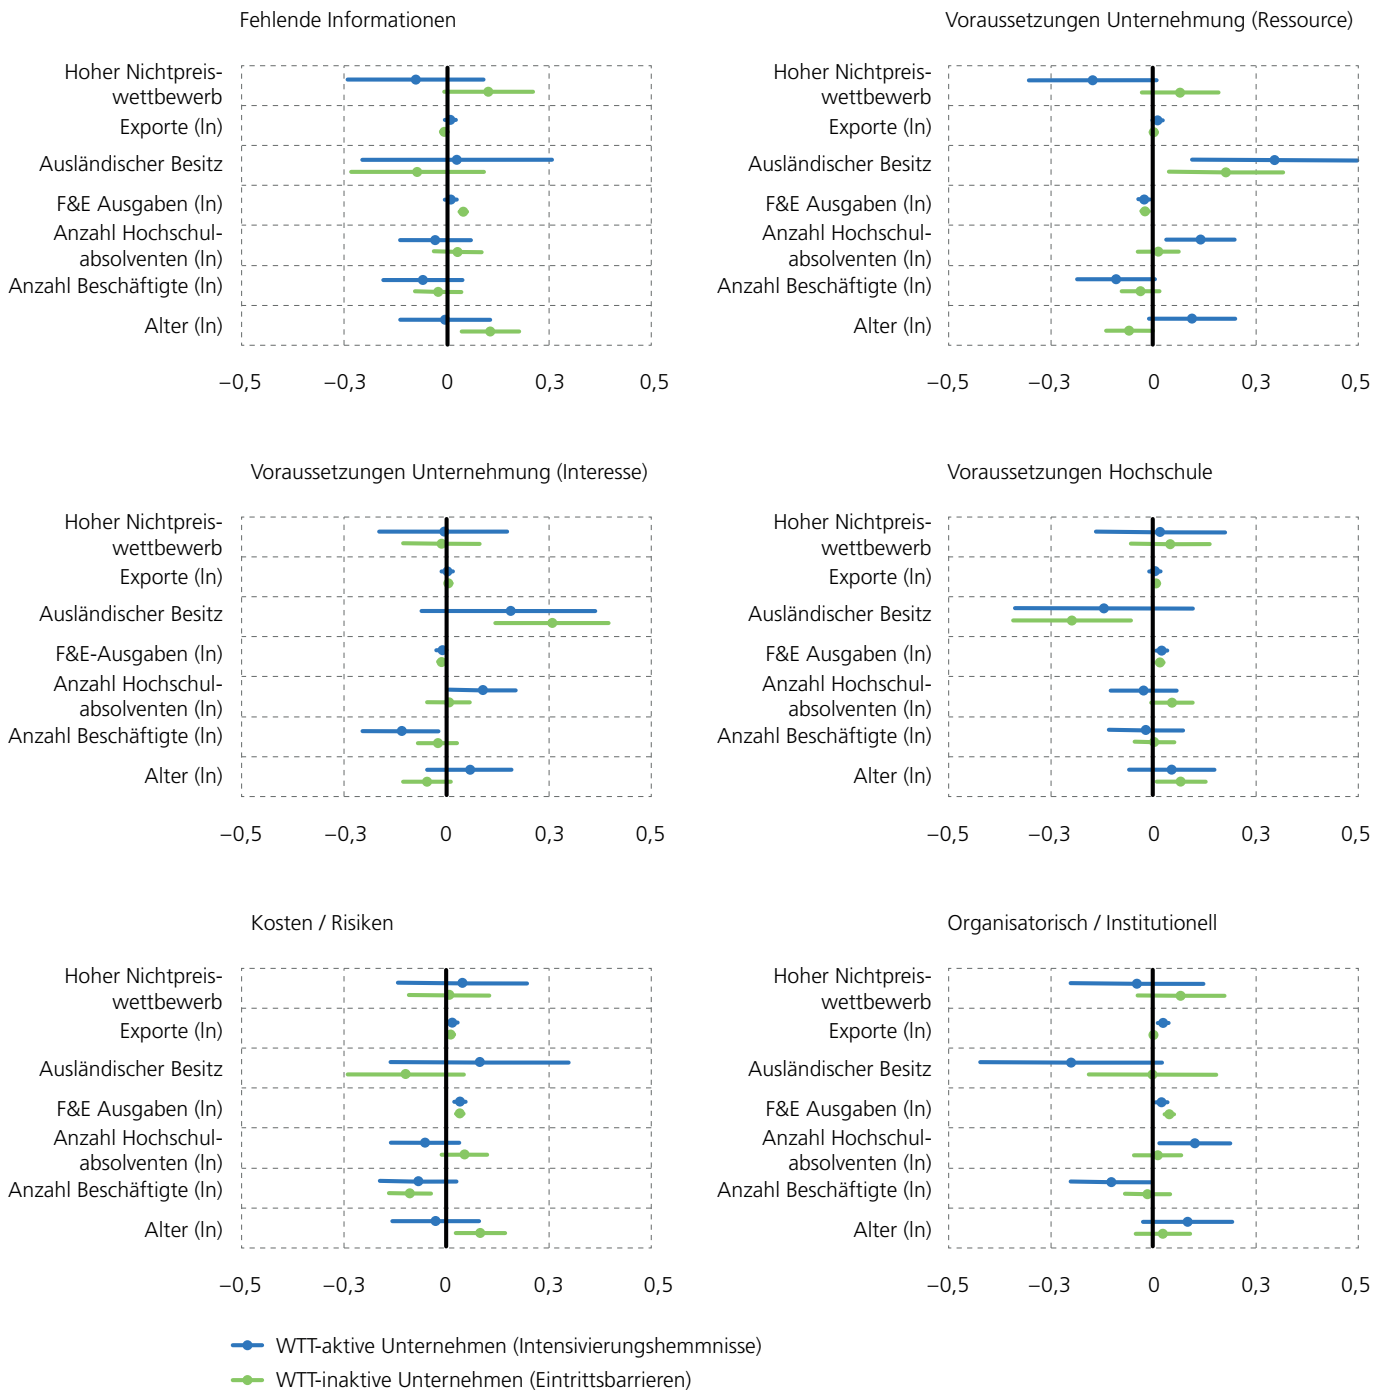 Fehlende Informationen
Hoher Nichtpreis-
wettbewerb
Exporte (ln)
Ausländischer Besitz
F&E Ausgaben (ln)
Anzahl Hochschul-
absolventen (ln)
Anzahl Beschäftigte (ln)
Alter (ln)
−0,5 −0,3 0 0,3 0,5
Voraussetzungen Unternehmung (Ressource)
Hoher Nichtpreis-
wettbewerb
Exporte (ln)
Ausländischer Besitz
F&E Ausgaben (ln)
Anzahl Hochschul-
absolventen (ln)
Anzahl Beschäftigte (ln)
Alter (ln)
−0,5 −0,3 0 0,3 0,5
Voraussetzungen Unternehmung (Interesse)
Hoher Nichtpreis-
wettbewerb
Exporte (ln)
Ausländischer Besitz
F&E-Ausgaben (ln)
Anzahl Hochschul-
absolventen (ln)
Anzahl Beschäftigte (ln)
Alter (ln)
−0,5 −0,3 0 0,3 0,5
Voraussetzungen Hochschule
Hoher Nichtpreis-
wettbewerb
Exporte (ln)
Ausländischer Besitz
F&E Ausgaben (ln)
Anzahl Hochschul-
absolventen (ln)
Anzahl Beschäftigte (ln)
Alter (ln)
−0,5 −0,3 0 0,3 0,5
Kosten / Risiken
Hoher Nichtpreis-
wettbewerb
Exporte (ln)
Ausländischer Besitz
F&E Ausgaben (ln)
Anzahl Hochschul-
absolventen (ln)
Anzahl Beschäftigte (ln)
Alter (ln)
−0,5 −0,3 0 0,3 0,5
Organisatorisch / Institutionell
Hoher Nichtpreis-
wettbewerb
Exporte (ln)
Ausländischer Besitz
F&E Ausgaben (ln)
Anzahl Hochschul-
absolventen (ln)
Anzahl Beschäftigte (ln)
Alter (ln)
−0,5 −0,3 0 0,3 0,5
WTT-aktive Unternehmen (Intensivierungshemmnisse)
WTT-inaktive Unternehmen (Eintrittsbarrieren)